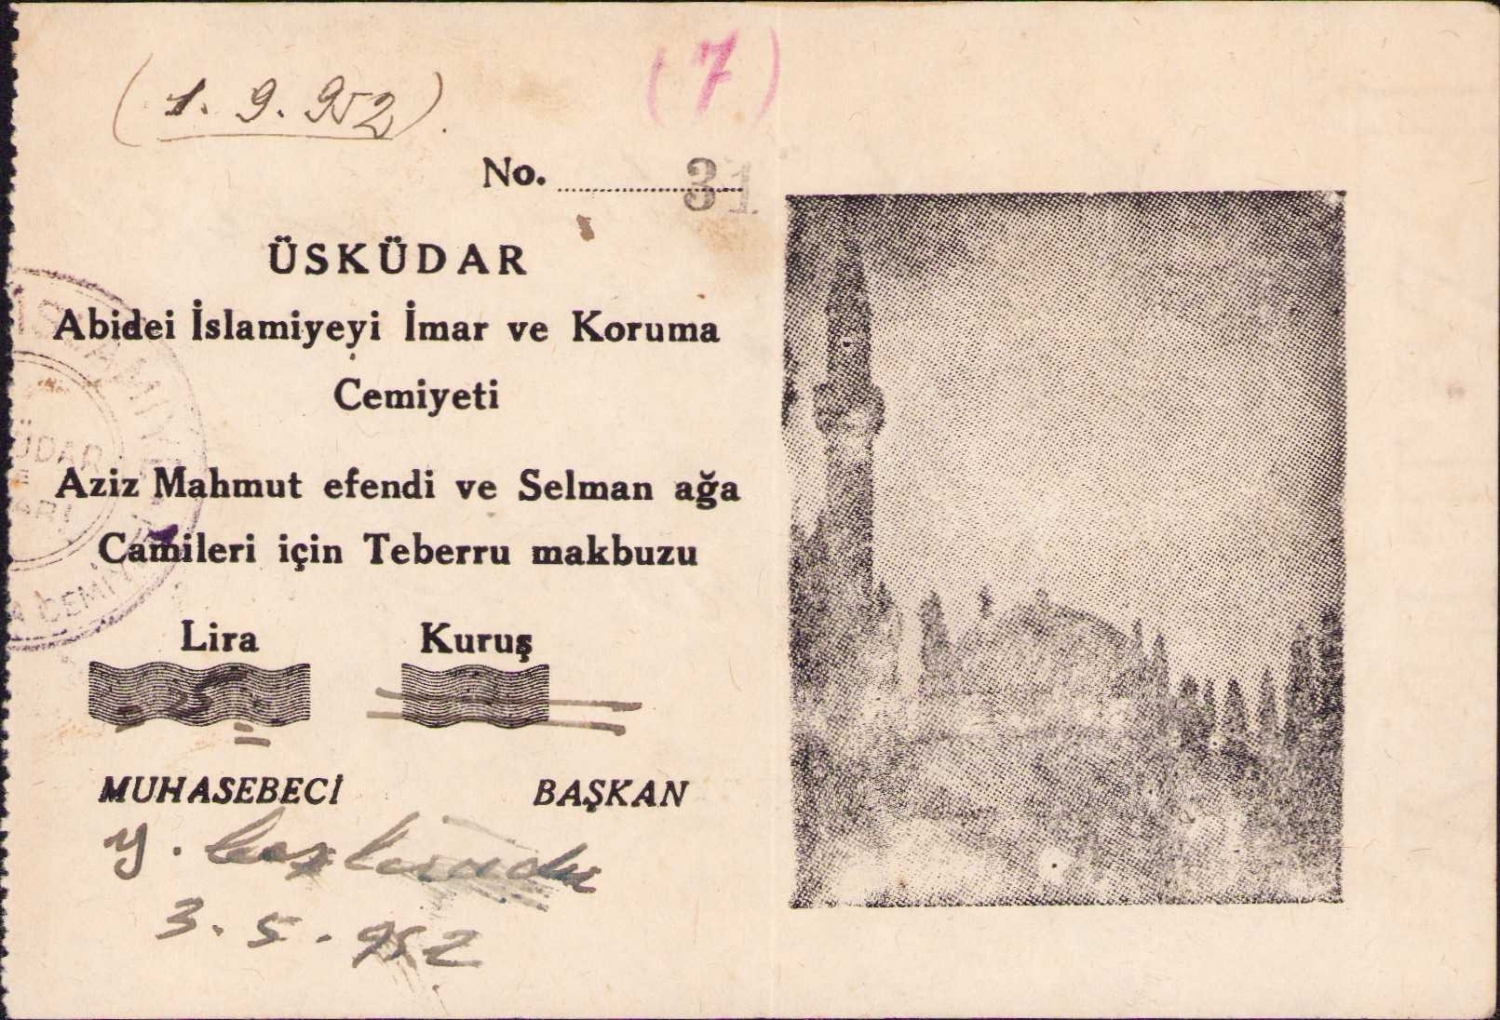 (1. 9. 952).
(7)
No. 31
ÜSKÜDAR
Abidei İslamiyeyi İmar ve Koruma
Cemiyeti
Aziz Mahmut efendi ve Selman ağa
Camileri için Teberru makbuzu
Lira Kuruş
25
MUHASEBECİ BAŞKAN
3. 5. 952